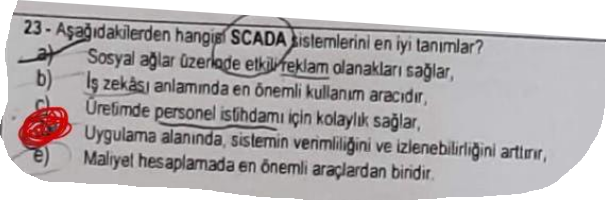 23 - Aşağıdakilerden hangisi SCADA sistemlerini en iyi tanımlar?
a) Sosyal ağlar üzerinde etkili reklam olanakları sağlar,
b) İş zekâsı anlamında en önemli kullanım aracıdır,
c) Üretimde personel istihdamı için kolaylık sağlar,
Uygulama alanında, sistemin verimliliğini ve izlenebilirliğini arttırır,
e) Maliyet hesaplamada en önemli araçlardan biridir.